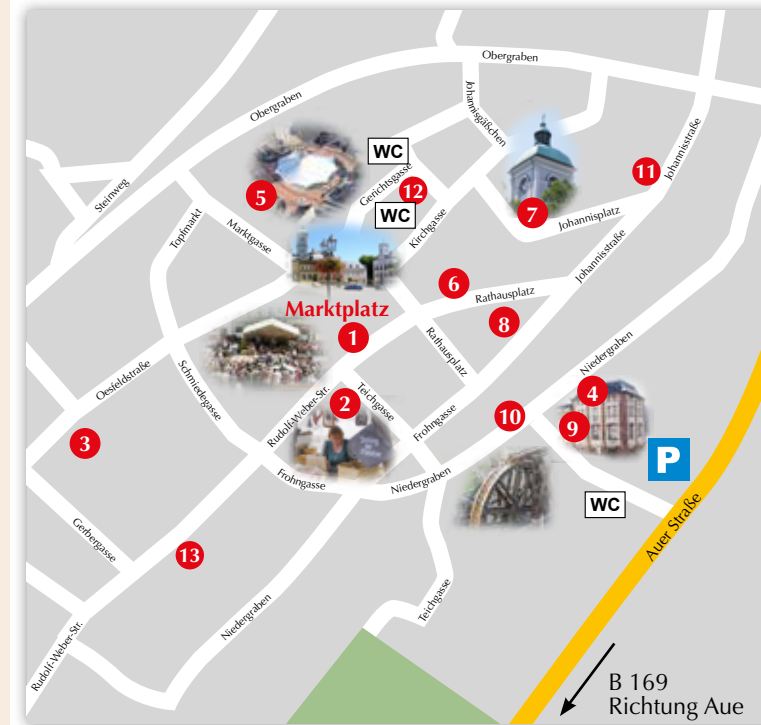 Obergraben
Obergraben
Johannisgäßchen
Johannisstraße
WC
11
5
Gerichtsgasse
12
Steinweg
WC
7
Topfmarkt
Marktgasse
Kirchgasse
Johannisplatz
Johannisstraße
6
Rathausplatz
Marktplatz
1
8
Rathausplatz
Niedergraben
Oesfeldstraße
Schmiedegasse
Rudolf-Weber-Str.
2
Teichgasse
4
Frohngasse
10
9
3
P
Frohngasse
Niedergraben
WC
Auer Straße
Gerbergasse
13
Niedergraben
Teichgasse
Rudolf-Weber-Str.
B 169
Richtung Aue